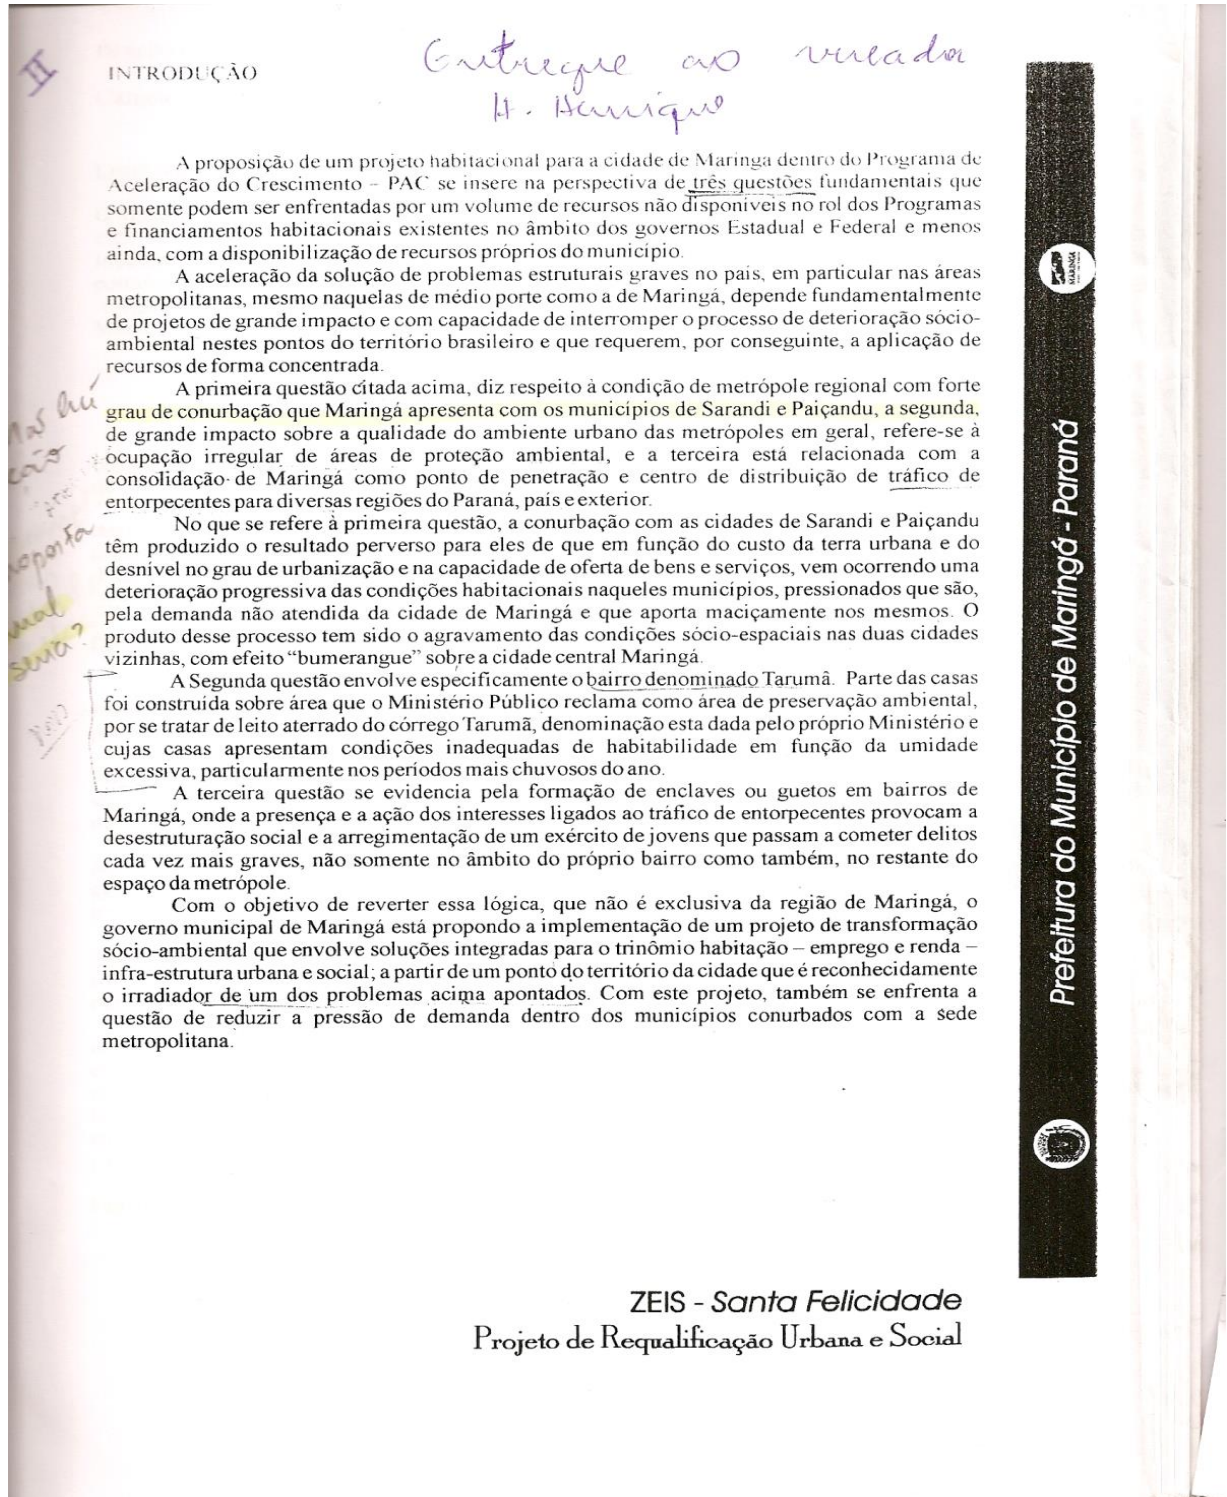 II
INTRODUÇÃO
Entregue ao vereador
H. Henrique
A proposição de um projeto habitacional para a cidade de Maringa dentro do Programa de
Aceleração do Crescimento – PAC se insere na perspectiva de três questões fundamentais que
somente podem ser enfrentadas por um volume de recursos não disponíveis no rol dos Programas
e financiamentos habitacionais existentes no âmbito dos governos Estadual e Federal e menos
ainda, com a disponibilização de recursos próprios do município.
A aceleração da solução de problemas estruturais graves no país, em particular nas áreas
metropolitanas, mesmo naquelas de médio porte como a de Maringá, depende fundamentalmente
de projetos de grande impacto e com capacidade de interromper o processo de deterioração sócio-
ambiental nestes pontos do território brasileiro e que requerem, por conseguinte, a aplicação de
recursos de forma concentrada.
A primeira questão citada acima, diz respeito à condição de metrópole regional com forte
grau de conurbação que Maringá apresenta com os municípios de Sarandi e Paiçandu, a segunda,
de grande impacto sobre a qualidade do ambiente urbano das metrópoles em geral, refere-se à
ocupação irregular de áreas de proteção ambiental, e a terceira está relacionada com a
consolidação de Maringá como ponto de penetração e centro de distribuição de tráfico de
entorpecentes para diversas regiões do Paraná, país e exterior.
No que se refere à primeira questão, a conurbação com as cidades de Sarandi e Paiçandu
têm produzido o resultado perverso para eles de que em função do custo da terra urbana e do
desnível no grau de urbanização e na capacidade de oferta de bens e serviços, vem ocorrendo uma
deterioração progressiva das condições habitacionais naqueles municípios, pressionados que são,
pela demanda não atendida da cidade de Maringá e que aporta maciçamente nos mesmos. O
produto desse processo tem sido o agravamento das condições sócio-espaciais nas duas cidades
vizinhas, com efeito “bumerangue” sobre a cidade central Maringá.
A Segunda questão envolve especificamente o bairro denominado Tarumã. Parte das casas
foi construída sobre área que o Ministério Público reclama como área de preservação ambiental,
por se tratar de leito aterrado do córrego Tarumã, denominação esta dada pelo próprio Ministério e
cujas casas apresentam condições inadequadas de habitabilidade em função da umidade
excessiva, particularmente nos períodos mais chuvosos do ano.
A terceira questão se evidencia pela formação de enclaves ou guetos em bairros de
Maringá, onde a presença e a ação dos interesses ligados ao tráfico de entorpecentes provocam a
desestruturação social e a arregimentação de um exército de jovens que passam a cometer delitos
cada vez mais graves, não somente no âmbito do próprio bairro como também, no restante do
espaço da metrópole.
Com o objetivo de reverter essa lógica, que não é exclusiva da região de Maringá, o
governo municipal de Maringá está propondo a implementação de um projeto de transformação
sócio-ambiental que envolve soluções integradas para o trinômio habitação – emprego e renda –
infra-estrutura urbana e social; a partir de um ponto do território da cidade que é reconhecidamente
o irradiador de um dos problemas acima apontados. Com este projeto, também se enfrenta a
questão de reduzir a pressão de demanda dentro dos municípios conurbados com a sede
metropolitana.
seria?
Prefeitura do Município de Maringá - Paraná
ZEIS - Santa Felicidade
Projeto de Requalificação Urbana e Social